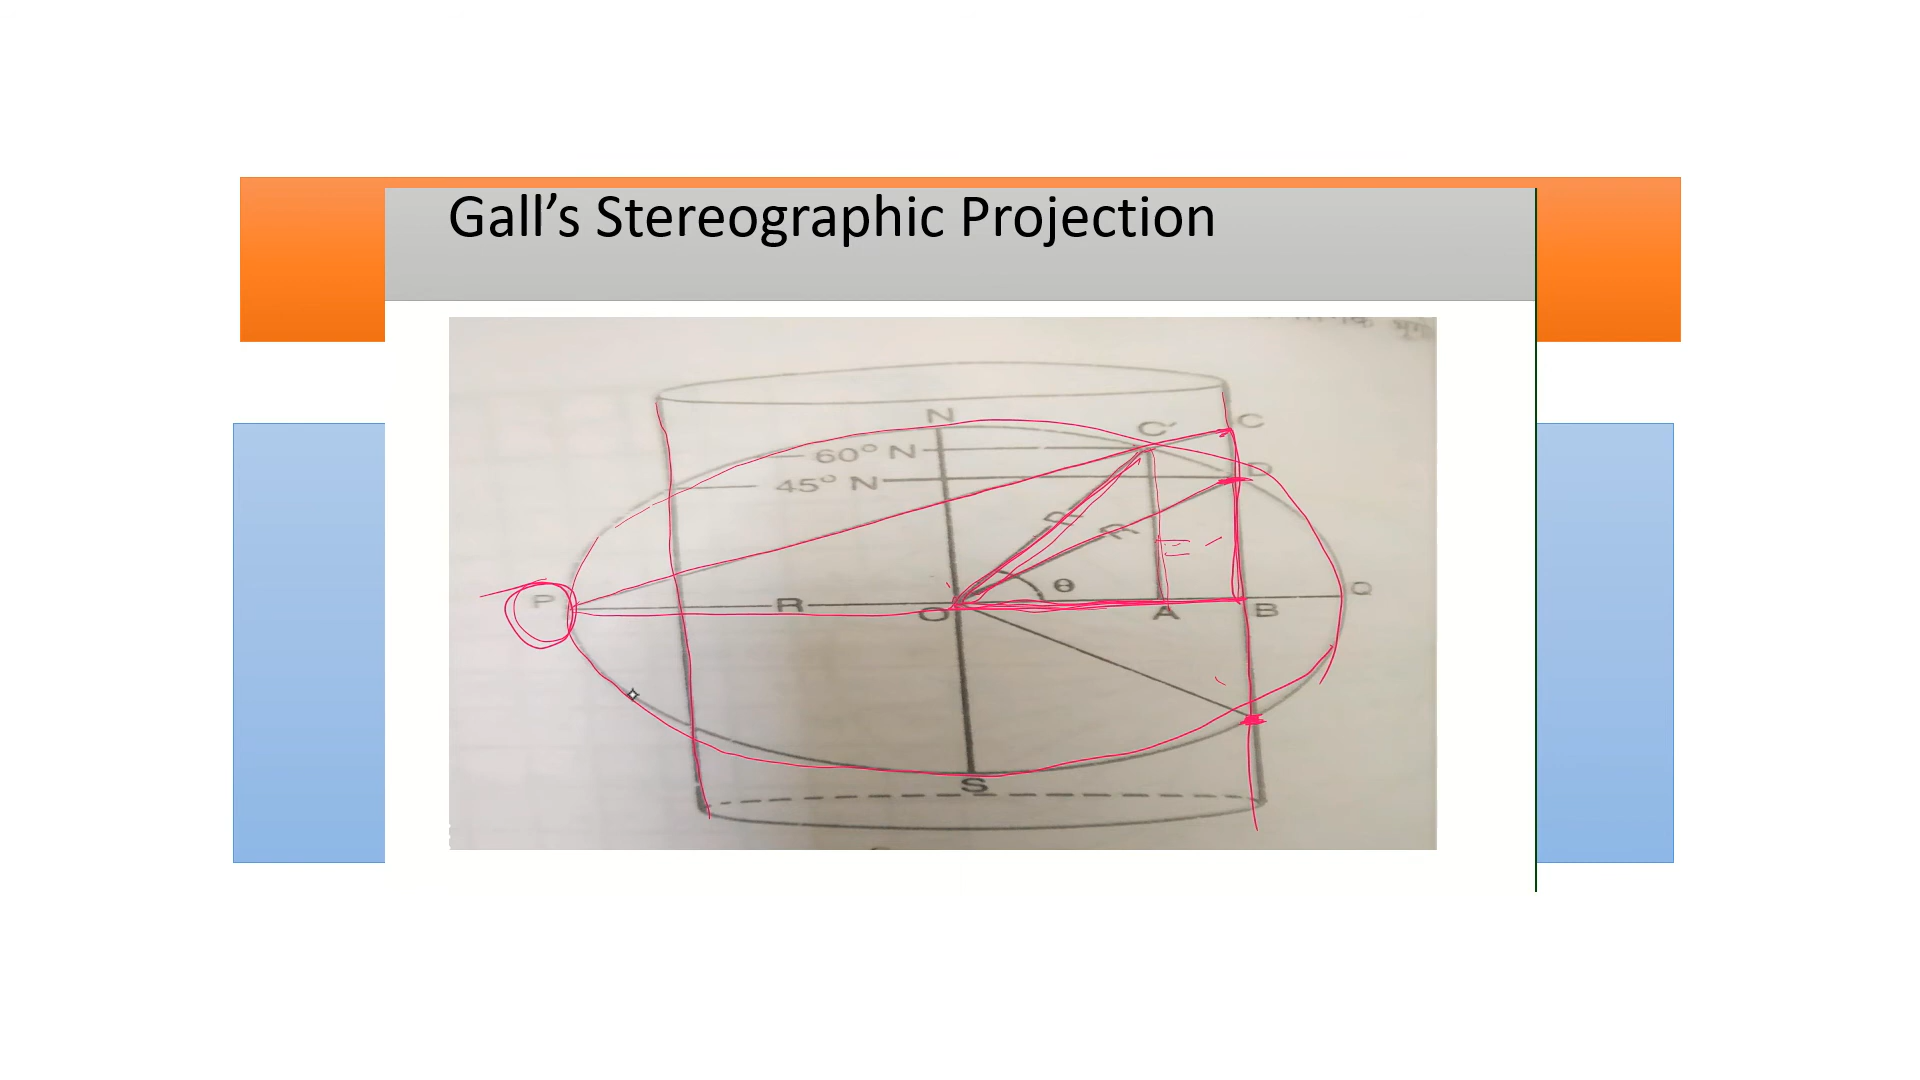 Gall’s Stereographic Projection
N
C'
C
60° N
45° N
D
R
R
θ
P
R
O
A
B
Q
S